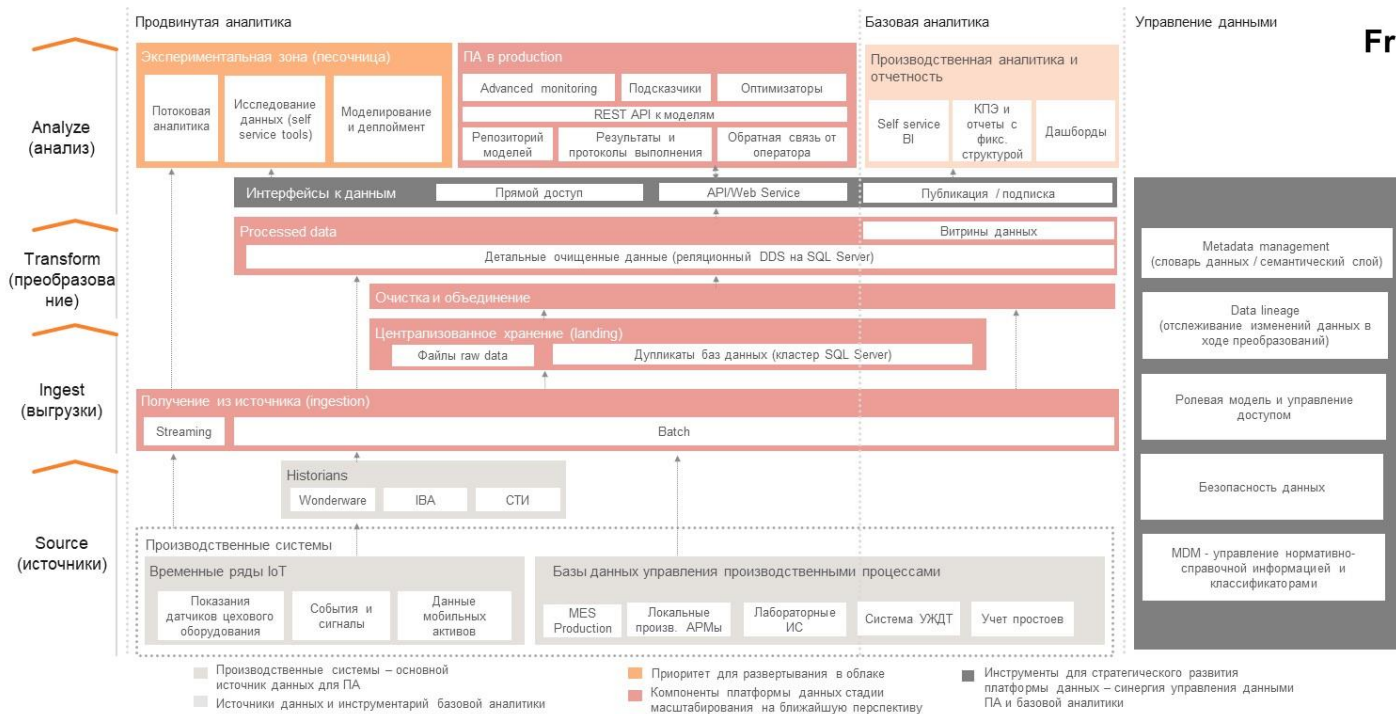 Продвинутая аналитика
Базовая аналитика
Управление данными
Fr
Analyze
(анализ)
Экспериментальная зона (песочница)
Потоковая
аналитика
Исследование
данных (self
service tools)
Моделирование
и деплоймент
ПА в production
Advanced monitoring
Подсказчики
Оптимизаторы
REST API к моделям
Репозиторий
моделей
Результаты и
протоколы выполнения
Обратная связь от
оператора
Производственная аналитика и
отчетность
Self service
BI
КПЭ и
отчеты с
фикс.
структурой
Дашборды
Интерфейсы к данным
Прямой доступ
API/Web Service
Публикация / подписка
Transform
(преобразова
ние)
Processed data
Витрины данных
Детальные очищенные данные (реляционный DDS на SQL Server)
Очистка и объединение
Централизованное хранение (landing)
Файлы raw data
Дупликаты баз данных (кластер SQL Server)
Ingest
(выгрузки)
Получение из источника (ingestion)
Streaming
Batch
Source
(источники)
Historians
Wonderware
IBA
СТИ
Производственные системы
Временные ряды IoT
Показания
датчиков цехового
оборудования
События и
сигналы
Данные
мобильных
активов
Базы данных управления производственными процессами
MES
Production
Локальные
произв. АРМы
Лабораторные
ИС
Система УЖДТ
Учет простоев
Metadata management
(словарь данных / семантический слой)
Data lineage
(отслеживание изменений данных в
ходе преобразований)
Ролевая модель и управление
доступом
Безопасность данных
MDM - управление нормативно-
справочной информацией и
классификаторами
Производственные системы – основной
источник данных для ПА
Источники данных и инструментарий базовой аналитики
Приоритет для развертывания в облаке
Компоненты платформы данных стадии
масштабирования на ближайшую перспективу
Инструменты для стратегического развития
платформы данных – синергия управления данными
ПА и базовой аналитики